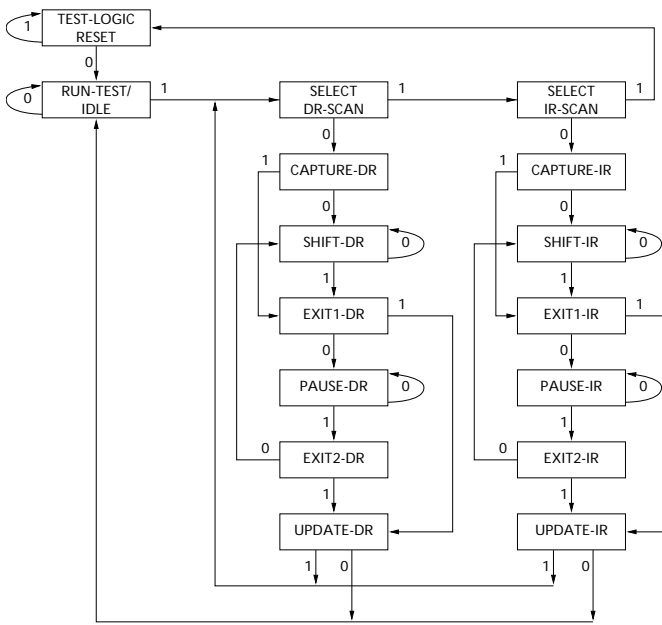 1
TEST-LOGIC
RESET
0
0
RUN-TEST/
IDLE
1
SELECT
DR-SCAN
1
SELECT
IR-SCAN
1
0
0
1
CAPTURE-DR
1
CAPTURE-IR
0
0
SHIFT-DR
0
SHIFT-IR
0
1
1
EXIT1-DR
1
EXIT1-IR
1
0
0
PAUSE-DR
0
PAUSE-IR
0
1
1
0
EXIT2-DR
0
EXIT2-IR
1
1
UPDATE-DR
UPDATE-IR
1
0
1
0